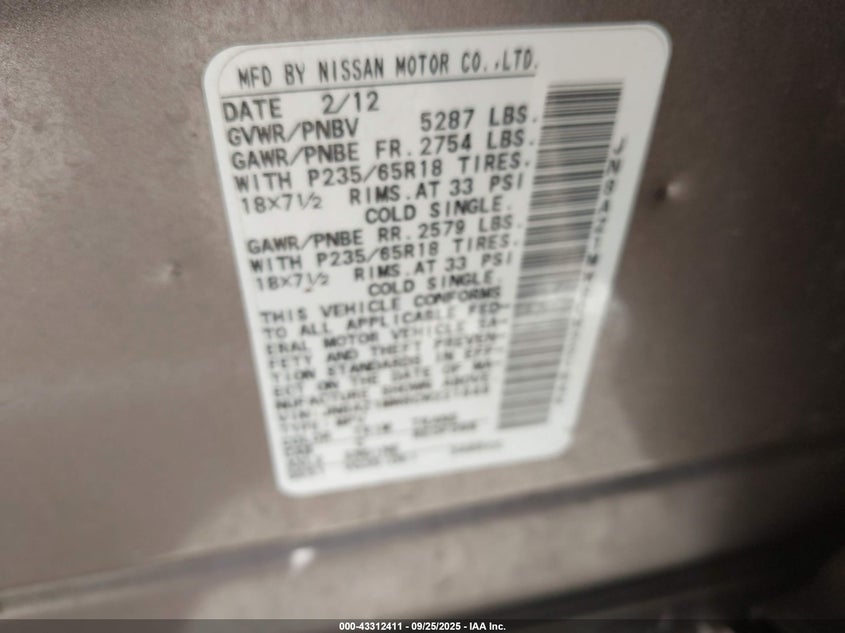 MFD BY NISSAN MOTOR CO.,LTD.
DATE 2/12
GVWR/PNBV 5287 LBS.
GAWR/PNBE FR. 2754 LBS.
WITH P235/65R18 TIRES.
18×7½ RIMS.AT 33 PSI
COLD SINGLE.
GAWR/PNBE RR. 2579 LBS.
WITH P235/65R18 TIRES.
18×7½ RIMS.AT 33 PSI
COLD SINGLE.
THIS VEHICLE CONFORMS
TO ALL APPLICABLE FED-
ERAL MOTOR VEHICLE SA-
FETY AND THEFT PREVEN-
TION STANDARDS IN EFF-
ECT ON THE DATE OF MA-
NUFACTURE SHOWN ABOVE.
000-43312411 - 09/25/2025 - IAA Inc.